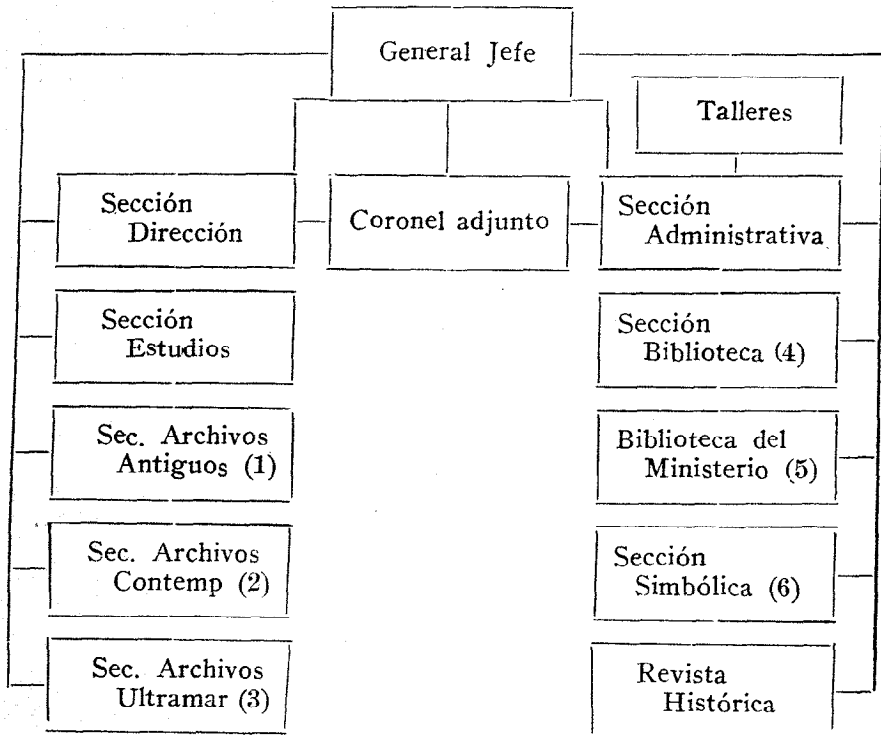 General Jefe
Talleres
Sección
Dirección
Coronel adjunto
Sección
Administrativa
Sección
Estudios
Sección
Biblioteca (4)
Sec. Archivos
Antiguos (1)
Biblioteca del
Ministerio (5)
Sec. Archivos
Contemp (2)
Sección
Simbólica (6)
Sec. Archivos
Ultramar (3)
Revista
Histórica